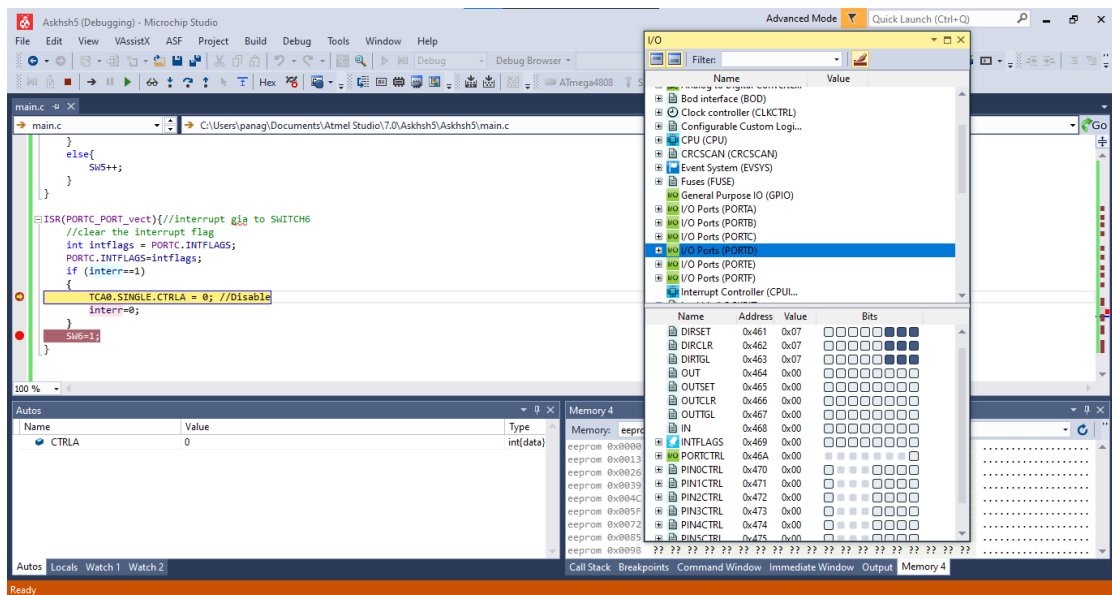 Askhsh5 (Debugging) - Microchip Studio
Advanced Mode
Quick Launch (Ctrl+Q)
File Edit View VAssistX ASF Project Build Debug Tools Window Help
Debug
Debug Browser
Hex
ATmega4808
main.c
main.c
C:\Users\panag\Documents\Atmel Studio\7.0\Askhsh5\Askhsh5\main.c
Go
}
else{
SW5++;
}
}
ISR(PORTC_PORT_vect){//interrupt gia to SWITCH6
//clear the interrupt flag
int intflags = PORTC.INTFLAGS;
PORTC.INTFLAGS=intflags;
if (interr==1)
{
TCA0.SINGLE.CTRLA = 0; //Disable
interr=0;
}
SW6=1;
}
100 %
I/O
Filter:
Name Value
Bod interface (BOD)
Clock controller (CLKCTRL)
Configurable Custom Logi...
CPU (CPU)
CRCSCAN (CRCSCAN)
Event System (EVSYS)
Fuses (FUSE)
I/O General Purpose IO (GPIO)
I/O I/O Ports (PORTA)
I/O I/O Ports (PORTB)
I/O I/O Ports (PORTC)
I/O I/O Ports (PORTD)
I/O I/O Ports (PORTE)
I/O I/O Ports (PORTF)
Interrupt Controller (CPUI...
Name Address Value Bits
DIRSET 0x461 0x07
DIRCLR 0x462 0x07
DIRTGL 0x463 0x07
OUT 0x464 0x00
OUTSET 0x465 0x00
OUTCLR 0x466 0x00
OUTTGL 0x467 0x00
IN 0x468 0x00
INTFLAGS 0x469 0x00
I/O PORTCTRL 0x46A 0x00
PIN0CTRL 0x470 0x00
PIN1CTRL 0x471 0x00
PIN2CTRL 0x472 0x00
PIN3CTRL 0x473 0x00
PIN4CTRL 0x474 0x00
PIN5CTRL 0x475 0x00
Autos
Name Value Type
CTRLA 0 int{data}
Autos Locals Watch 1 Watch 2
Memory 4
Memory: eepro
eeprom 0x0000 ..................
eeprom 0x0013 ..................
eeprom 0x0026 ..................
eeprom 0x0039 ..................
eeprom 0x004C ..................
eeprom 0x005F ..................
eeprom 0x0072 ..................
eeprom 0x0085 ..................
eeprom 0x0098 ?? ?? ?? ?? ?? ?? ?? ?? ?? ?? ?? ?? ?? ?? ?? ?? ?? ?? ?? ..................
Call Stack Breakpoints Command Window Immediate Window Output Memory 4
Ready